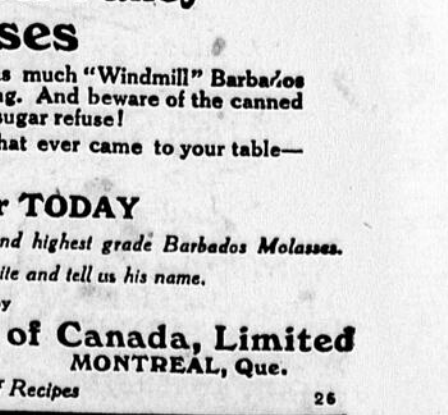 ses
s much "Windmill" Barbados
ng. And beware of the canned
sugar refuse!
hat ever came to your table—
r TODAY
nd highest grade Barbados Molasses.
ite and tell us his name.
y
of Canada, Limited
MONTREAL, Que.
f Recipes
26